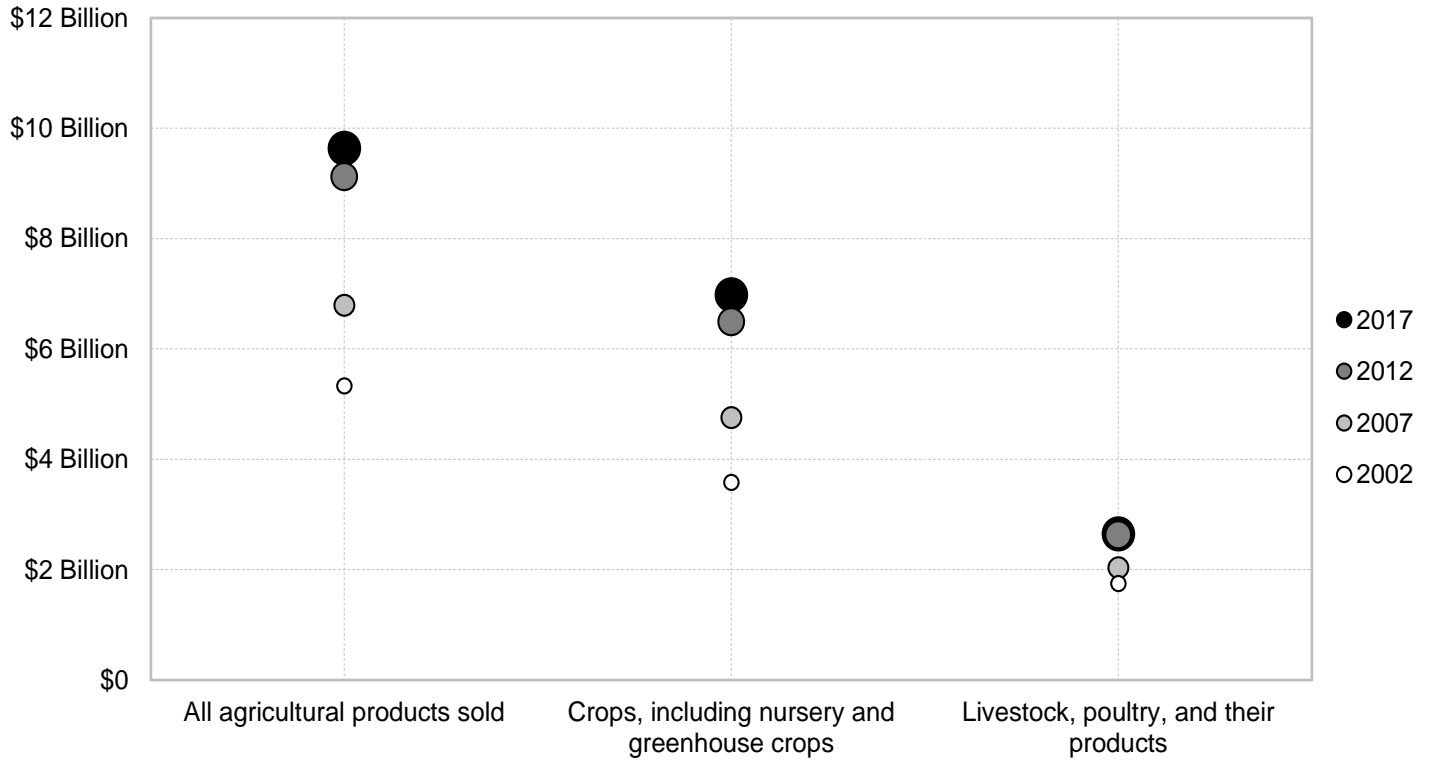 $12 Billion
$10 Billion
$8 Billion
$6 Billion
$4 Billion
$2 Billion
$0
All agricultural products sold
Crops, including nursery and
greenhouse crops
Livestock, poultry, and their
products
2017
2012
2007
2002